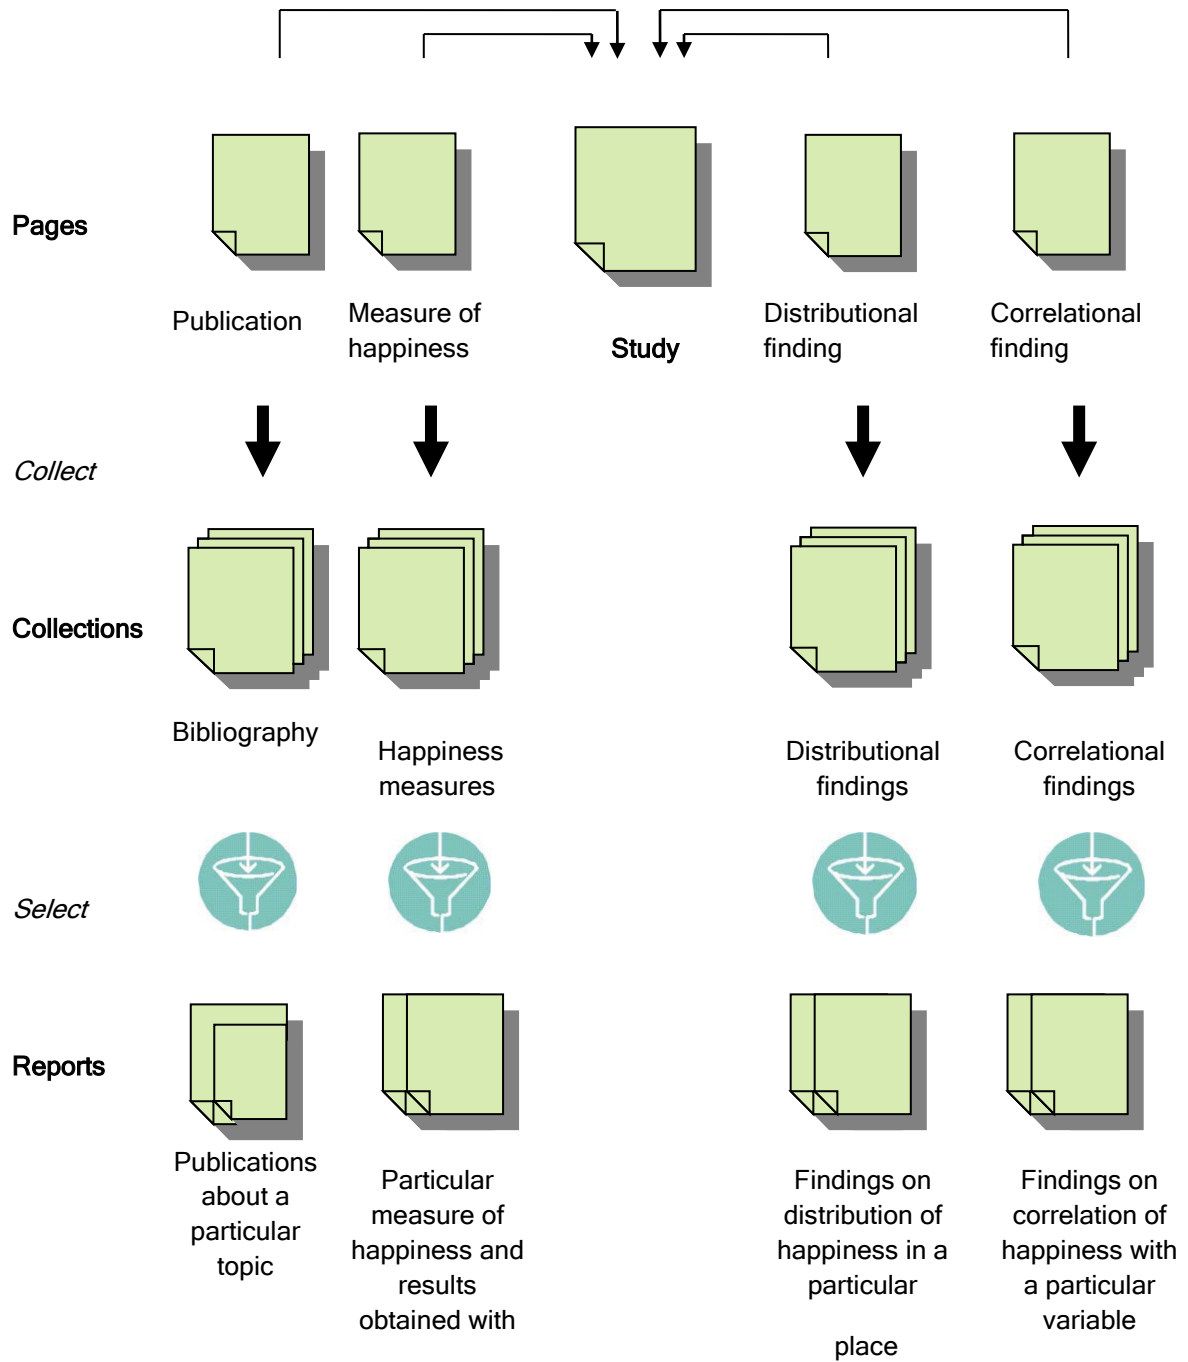 Pages
Publication
Measure of
happiness
Study
Distributional
finding
Correlational
finding
Collect
Collections
Bibliography
Happiness
measures
Distributional
findings
Correlational
findings
Select
Reports
Publications
about a
particular
topic
Particular
measure of
happiness and
results
obtained with
Findings on
distribution of
happiness in a
particular
place
Findings on
correlation of
happiness with
a particular
variable